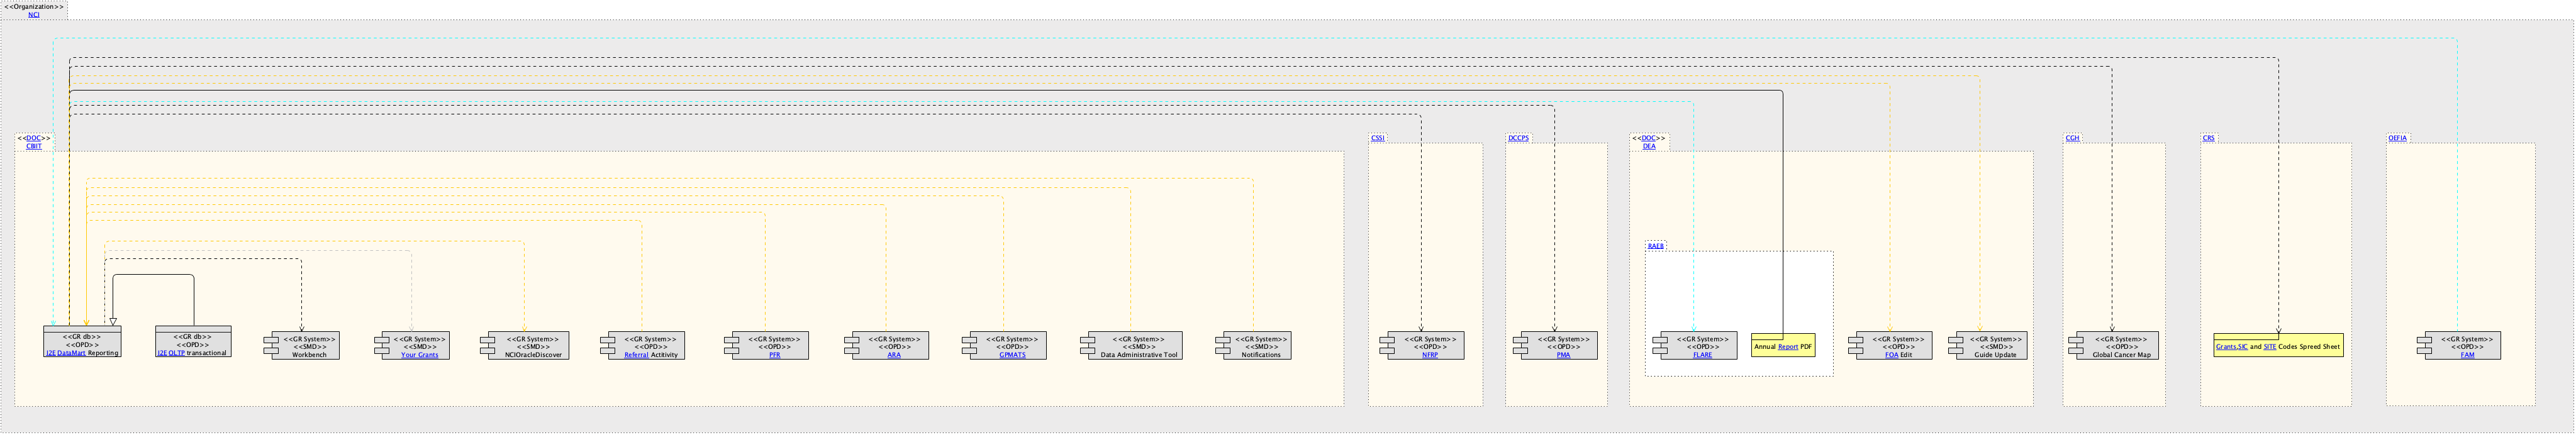 <<Organization>>
NCI
<<DOC>>
CBIIT
CSSI
DCCPS
<<DOC>>
DEA
CGH
CRS
OEFIA
RAEB
<<GR db>>
<<OPD>>
I2E DataMart Reporting
<<GR db>>
<<OPD>>
I2E OLTP transactional
<<GR System>>
<<SMD>>
Workbench
<<GR System>>
<<SMD>>
Your Grants
<<GR System>>
<<SMD>>
NCIOracleDiscover
<<GR System>>
<<OPD>>
Referral Actitivity
<<GR System>>
<<OPD>>
PFR
<<GR System>>
<<OPD>>
ARA
<<GR System>>
<<OPD>>
GPMATS
<<GR System>>
<<SMD>>
Data Administrative Tool
<<GR System>>
<<SMD>>
Notifications
<<GR System>>
<<OPD>>
NFRP
<<GR System>>
<<OPD>>
PMA
<<GR System>>
<<OPD>>
FLARE
Annual Report PDF
<<GR System>>
<<OPD>>
FOA Edit
<<GR System>>
<<SMD>>
Guide Update
<<GR System>>
<<OPD>>
Global Cancer Map
Grants,SIC and SITE Codes Spreed Sheet
<<GR System>>
<<OPD>>
FAM